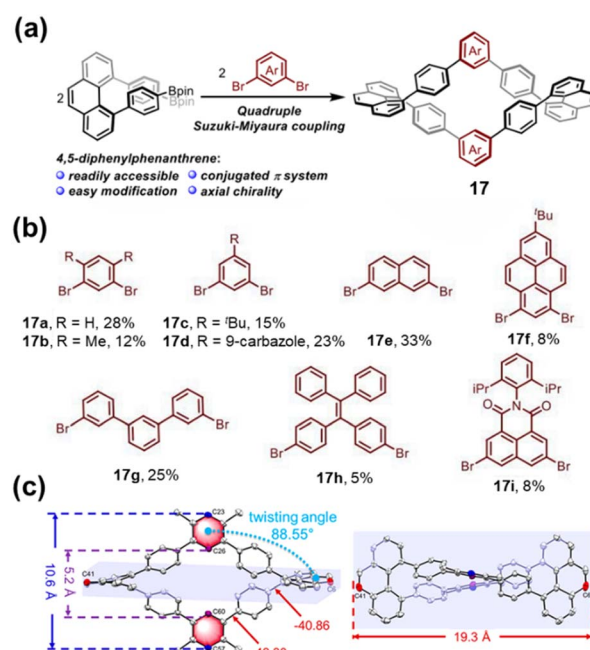 (a)
2
Bpin
Bpin
2
Ar
Br
Br
Quadruple
Suzuki-Miyaura coupling
Ar
Ar
17
4,5-diphenylphenanthrene:
readily accessible
conjugated π system
easy modification
axial chirality
(b)
R
R
Br
Br
17a, R = H, 28%
17b, R = Me, 12%
R
Br
Br
17c, R = tBu, 15%
17d, R = 9-carbazole, 23%
Br
Br
17e, 33%
tBu
Br
Br
17f, 8%
Br
Br
17g, 25%
Br
Br
17h, 5%
iPr
iPr
O
N
O
Br
Br
17i, 8%
(c)
C23
twisting angle
88.55°
C26
C41
10.6 Å
5.2 Å
C60
-40.86
C41
19.3 Å